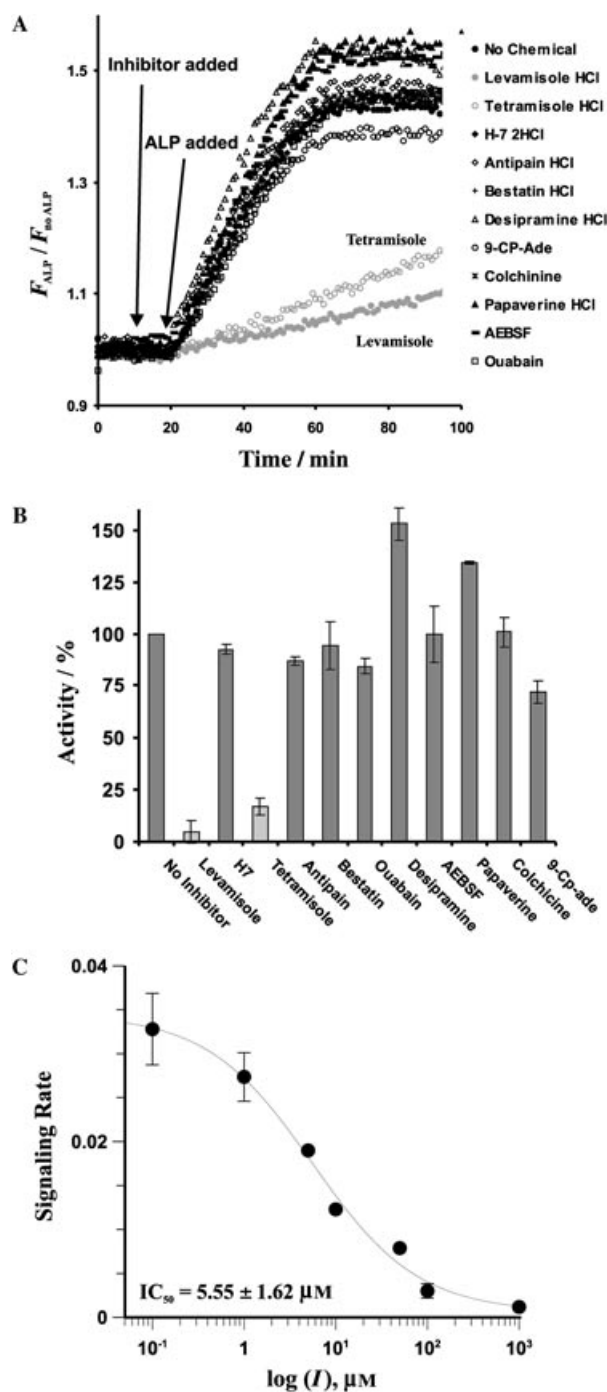 A
Inhibitor added
ALP added
Tetramisole
Levamisole
F ALP / F no ALP
1.5
1.3
1.1
0.9
0 20 40 60 80 100
Time / min
No Chemical
Levamisole HCl
Tetramisole HCl
H-7 2HCl
Antipain HCl
Bestatin HCl
Desipramine HCl
9-CP-Ade
Colchinine
Papaverine HCl
AEBSF
Ouabain
B
Activity / %
150
125
100
75
50
25
0
No Inhibitor
Levamisole
H7
Tetramisole
Antipain
Bestatin
Ouabain
Desipramine
AEBSF
Papaverine
Colchicine
9-Cp-ade
C
Signaling Rate
0.04
0.02
0
IC₅₀ = 5.55 ± 1.62 μM
10⁻¹ 1 10¹ 10² 10³
log (I), μM